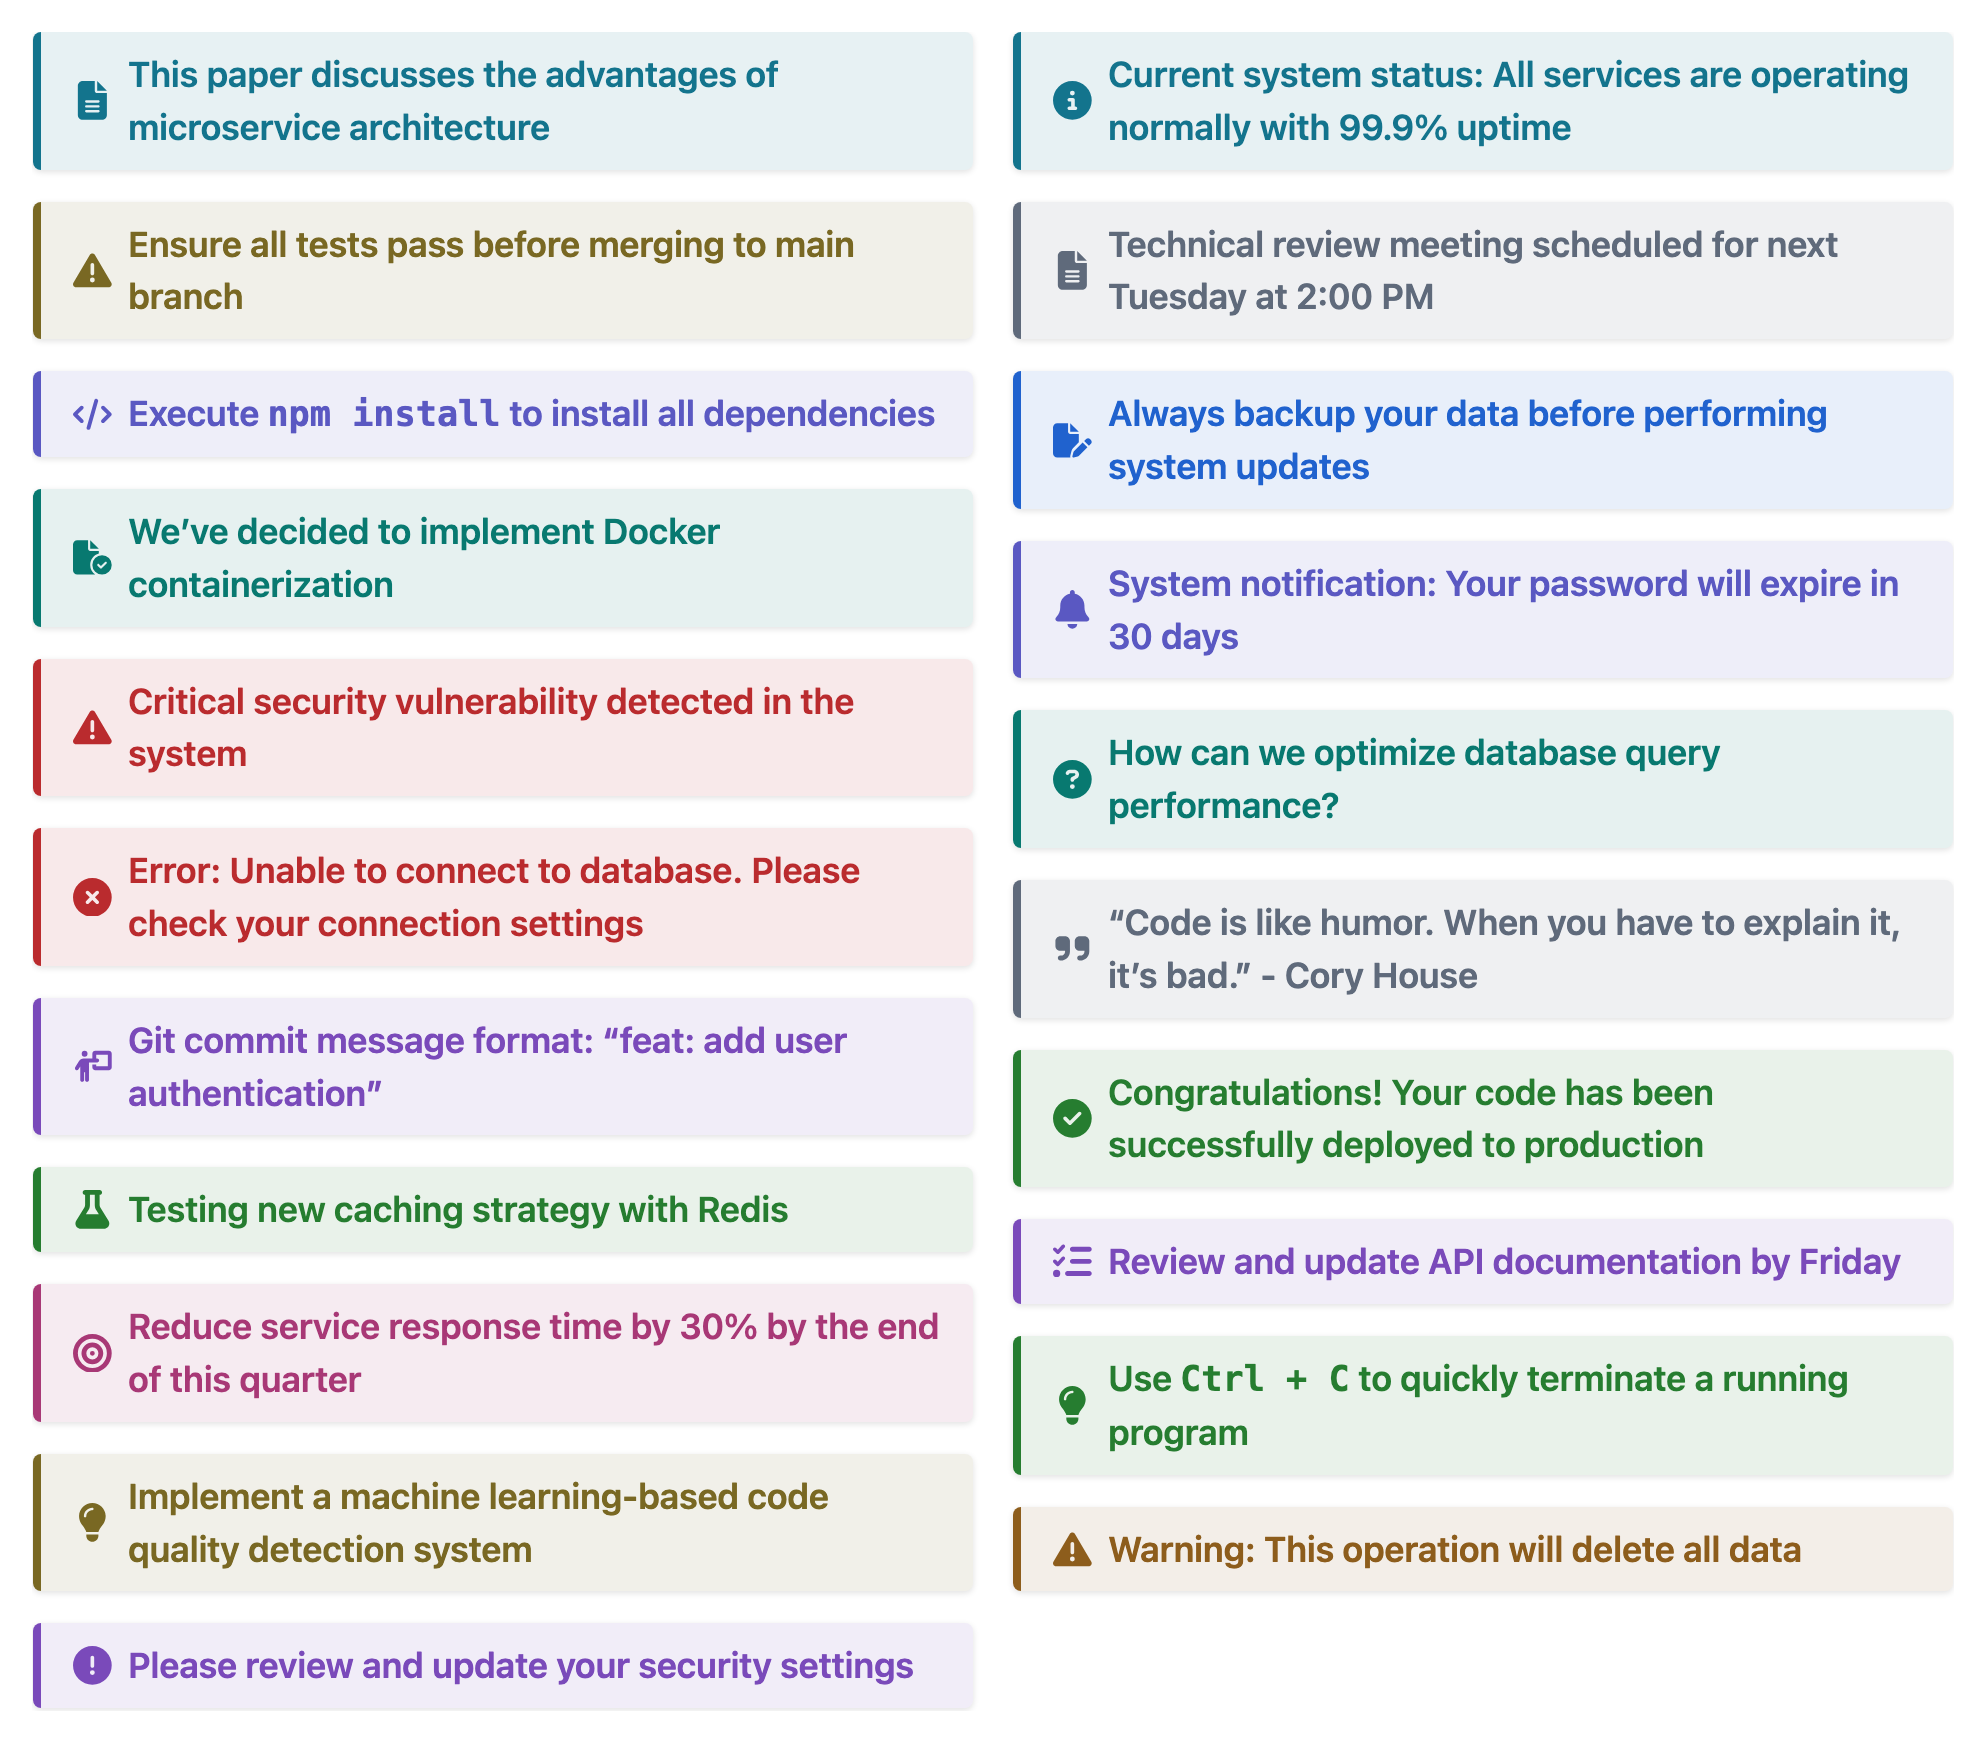 This paper discusses the advantages of
microservice architecture
Ensure all tests pass before merging to main
branch
Execute npm install to install all dependencies
We’ve decided to implement Docker
containerization
Critical security vulnerability detected in the
system
Error: Unable to connect to database. Please
check your connection settings
Git commit message format: “feat: add user
authentication”
Testing new caching strategy with Redis
Reduce service response time by 30% by the end
of this quarter
Implement a machine learning-based code
quality detection system
Please review and update your security settings
Current system status: All services are operating
normally with 99.9% uptime
Technical review meeting scheduled for next
Tuesday at 2:00 PM
Always backup your data before performing
system updates
System notification: Your password will expire in
30 days
How can we optimize database query
performance?
“Code is like humor. When you have to explain it,
it’s bad.” - Cory House
Congratulations! Your code has been
successfully deployed to production
Review and update API documentation by Friday
Use Ctrl + C to quickly terminate a running
program
Warning: This operation will delete all data